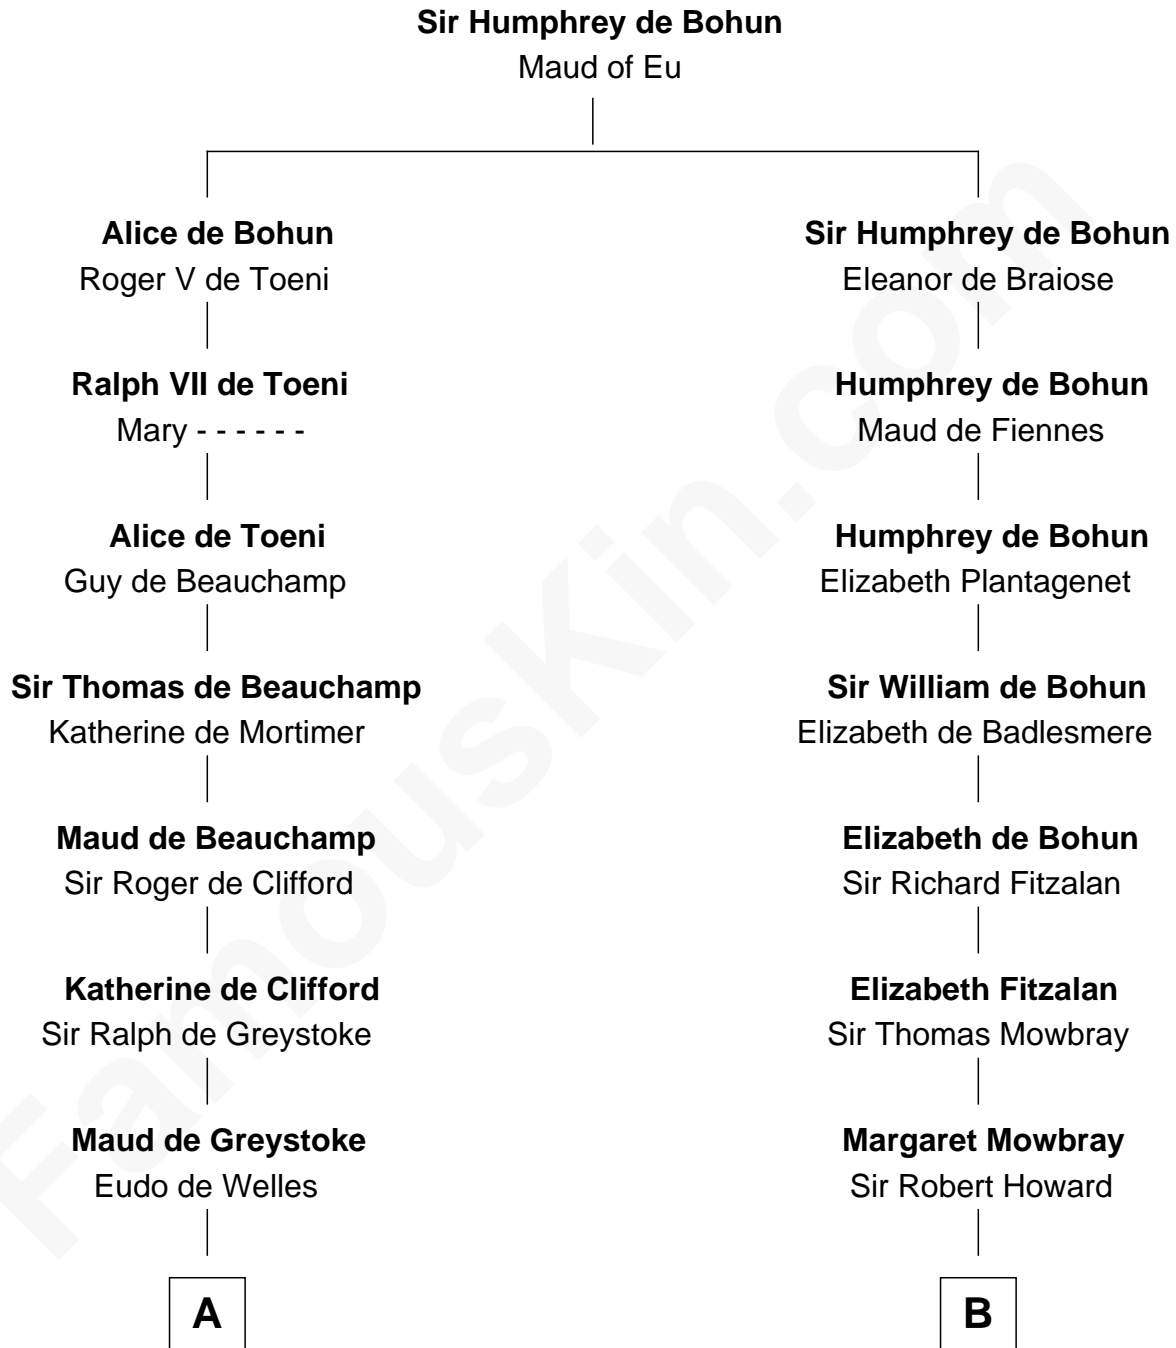 Sir Humphrey de Bohun
Maud of Eu
Alice de Bohun
Roger V de Toeni
Ralph VII de Toeni
Mary - - - - - -
Alice de Toeni
Guy de Beauchamp
Sir Thomas de Beauchamp
Katherine de Mortimer
Maud de Beauchamp
Sir Roger de Clifford
Katherine de Clifford
Sir Ralph de Greystoke
Maud de Greystoke
Eudo de Welles
A
Sir Humphrey de Bohun
Eleanor de Braiose
Humphrey de Bohun
Maud de Fiennes
Humphrey de Bohun
Elizabeth Plantagenet
Sir William de Bohun
Elizabeth de Badlesmere
Elizabeth de Bohun
Sir Richard Fitzalan
Elizabeth Fitzalan
Sir Thomas Mowbray
Margaret Mowbray
Sir Robert Howard
B
FamousKin.com